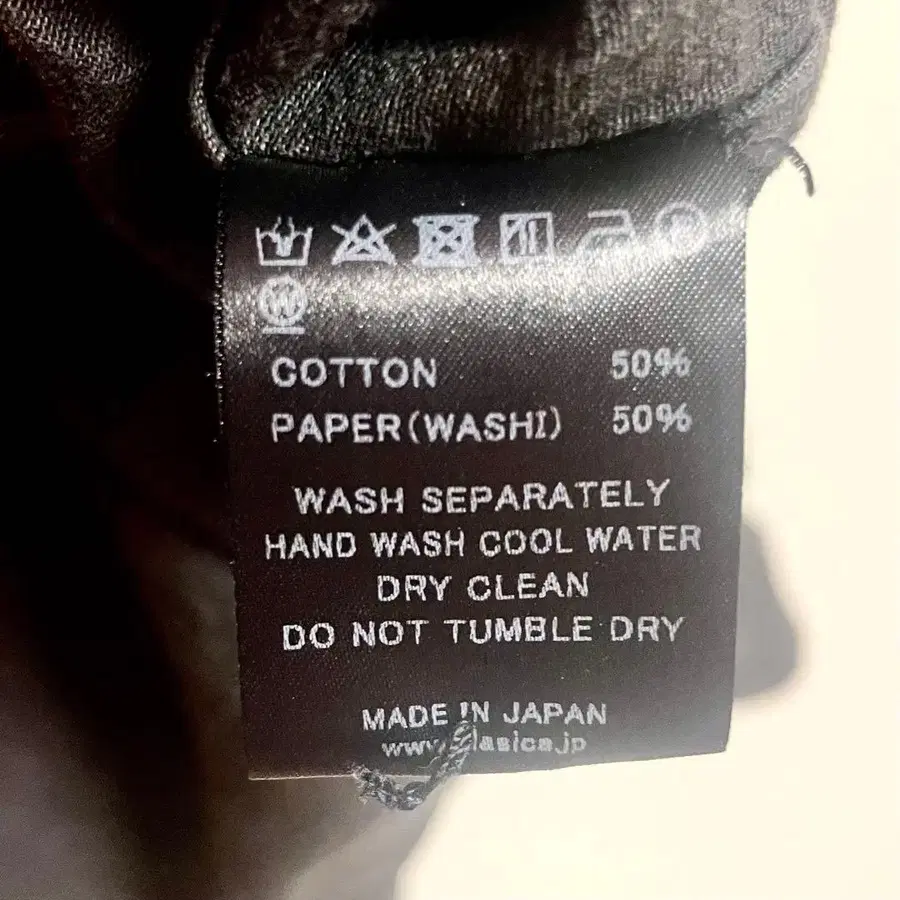 W
COTTON 50%
PAPER(WASHI) 50%
WASH SEPARATELY
HAND WASH COOL WATER
DRY CLEAN
DO NOT TUMBLE DRY
MADE IN JAPAN